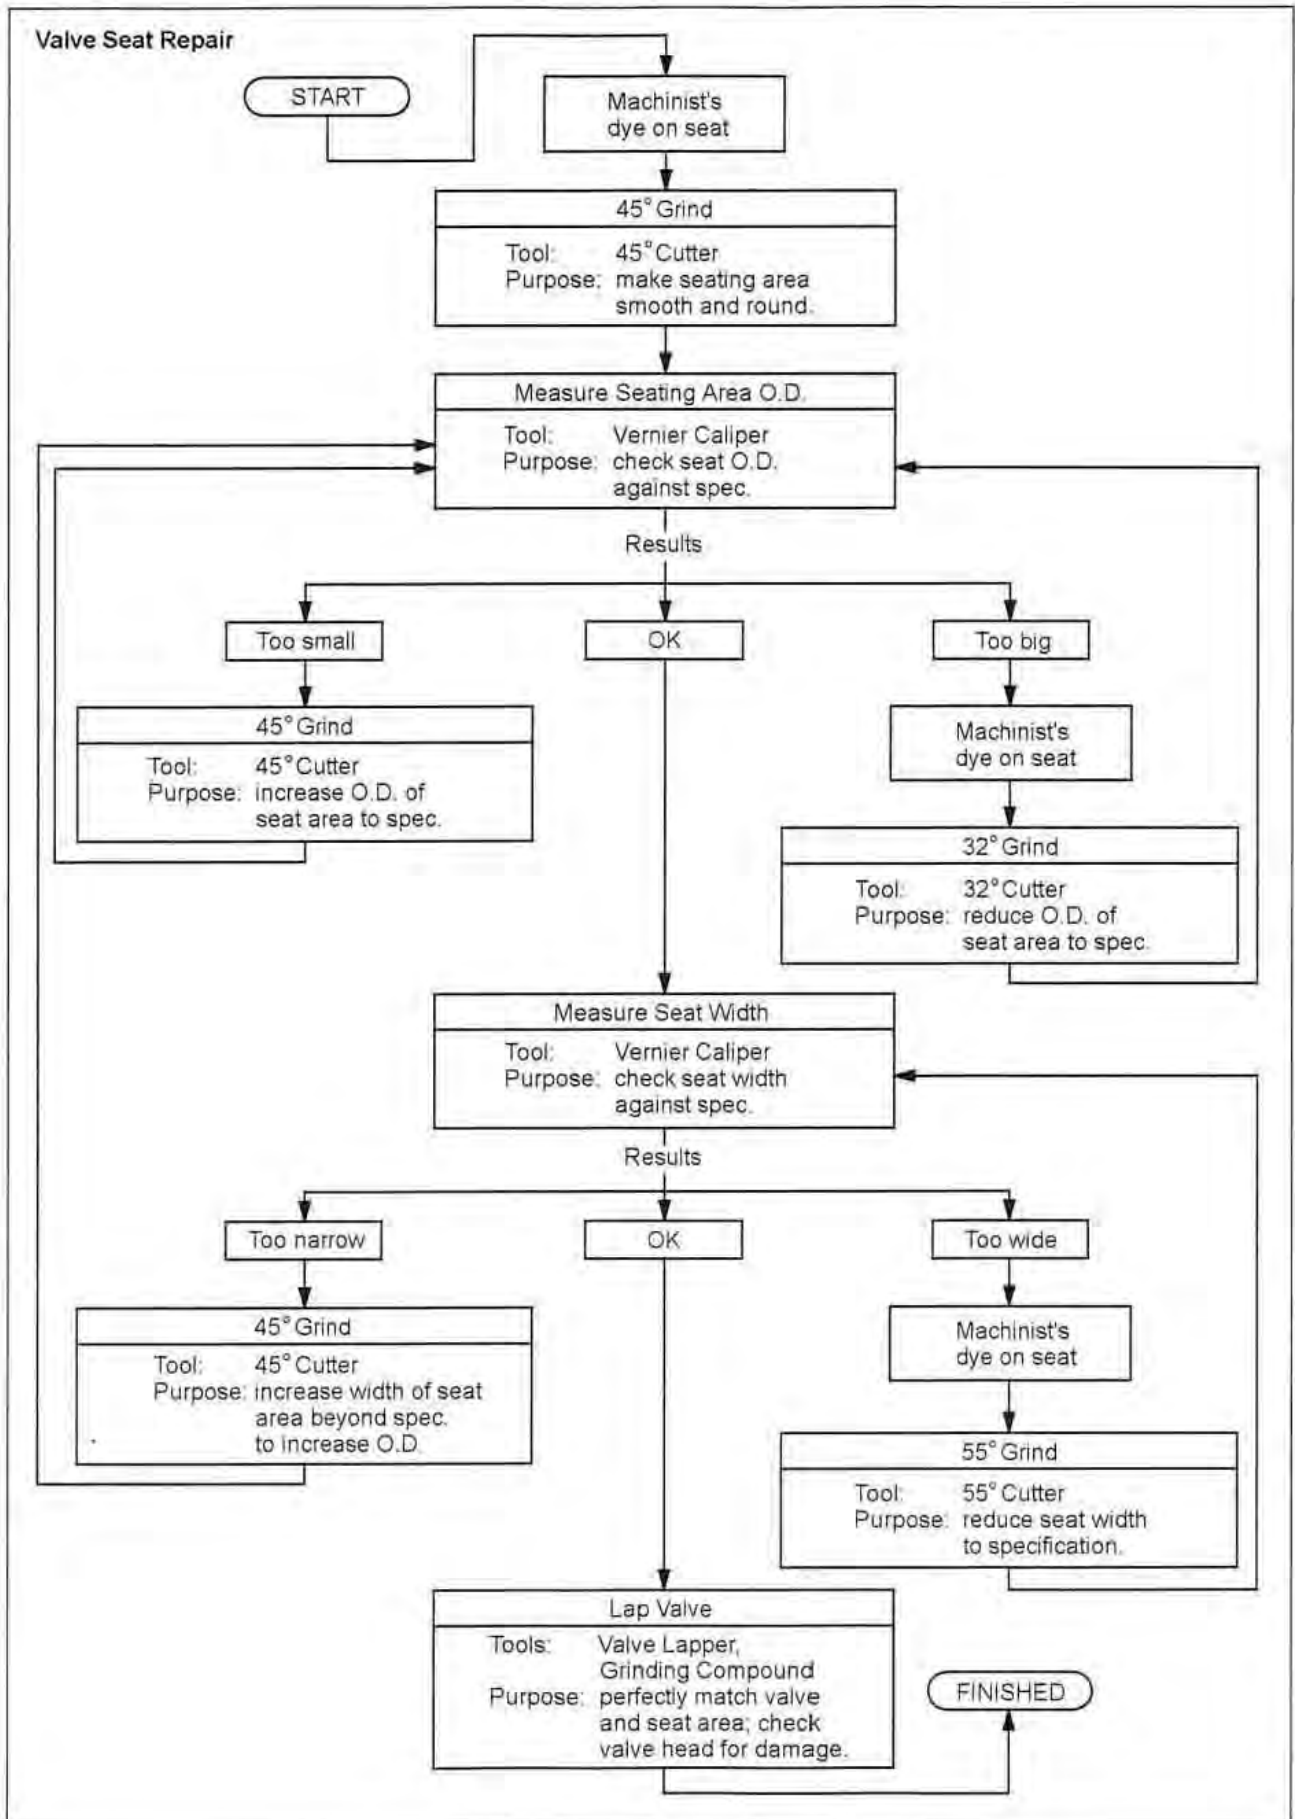 Valve Seat Repair
START
Machinist's
dye on seat
45° Grind
Tool: 45° Cutter
Purpose: make seating area
smooth and round.
Measure Seating Area O.D.
Tool: Vernier Caliper
Purpose: check seat O.D.
against spec.
Results
Too small
OK
Too big
45° Grind
Tool: 45° Cutter
Purpose: increase O.D. of
seat area to spec.
Machinist's
dye on seat
32° Grind
Tool: 32° Cutter
Purpose: reduce O.D. of
seat area to spec.
Measure Seat Width
Tool: Vernier Caliper
Purpose: check seat width
against spec.
Results
Too narrow
OK
Too wide
45° Grind
Tool: 45° Cutter
Purpose: increase width of seat
area beyond spec.
to increase O.D.
Machinist's
dye on seat
55° Grind
Tool: 55° Cutter
Purpose: reduce seat width
to specification.
Lap Valve
Tools: Valve Lapper,
Grinding Compound
Purpose: perfectly match valve
and seat area; check
valve head for damage.
FINISHED